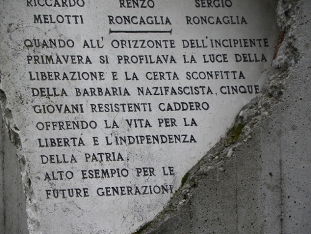 RICCARDO RENZO SERGIO
MELOTTI RONCAGLIA RONCAGLIA
QUANDO ALL' ORIZZONTE DELL'INCIPIENTE
PRIMAVERA SI PROFILAVA LA LUCE DELLA
LIBERAZIONE E LA CERTA SCONFITTA
DELLA BARBARIA NAZIFASCISTA, CINQUE
GIOVANI RESISTENTI CADDERO
OFFRENDO LA VITA PER LA
LIBERTÀ E L'INDIPENDENZA
DELLA PATRIA.
ALTO ESEMPIO PER LE
FUTURE GENERAZIONI